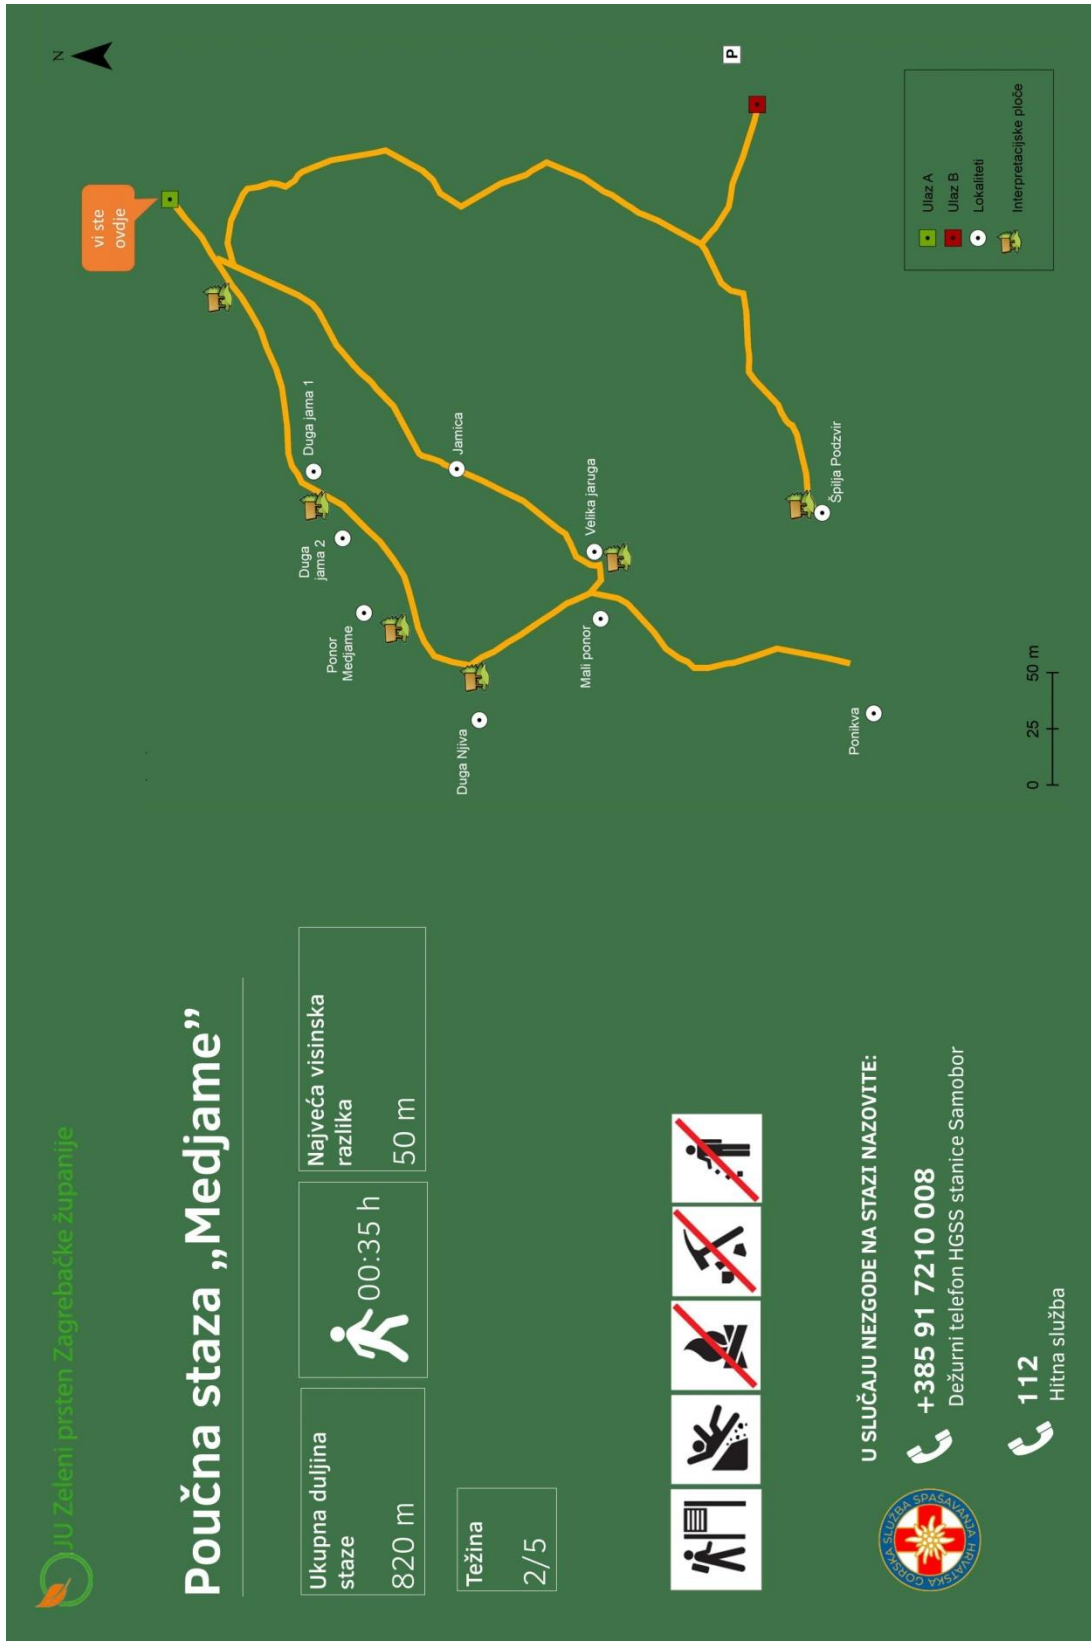 JU Zeleni prsten Zagrebačke županije
Poučna staza „Medjame”
Ukupna duljina
staze
820 m
00:35 h
Najveća visinska
razlika
50 m
Težina
2/5
U SLUČAJU NEZGODE NA STAZI NAZOVITE:
+385 91 7210 008
Dežurni telefon HGSS stanice Samobor
112
Hitna služba
HRVATSKA GORSKA SLUŽBA SPAŠAVANJA
N
vi ste
ovdje
Duga jama 1
Duga
jama 2
Ponor
Medjame
Duga Njiva
Jamica
Velika jaruga
Mali ponor
Ponikva
Špilja Podzvir
P
Ulaz A
Ulaz B
Lokaliteti
Interpretacijske ploče
0 25 50 m